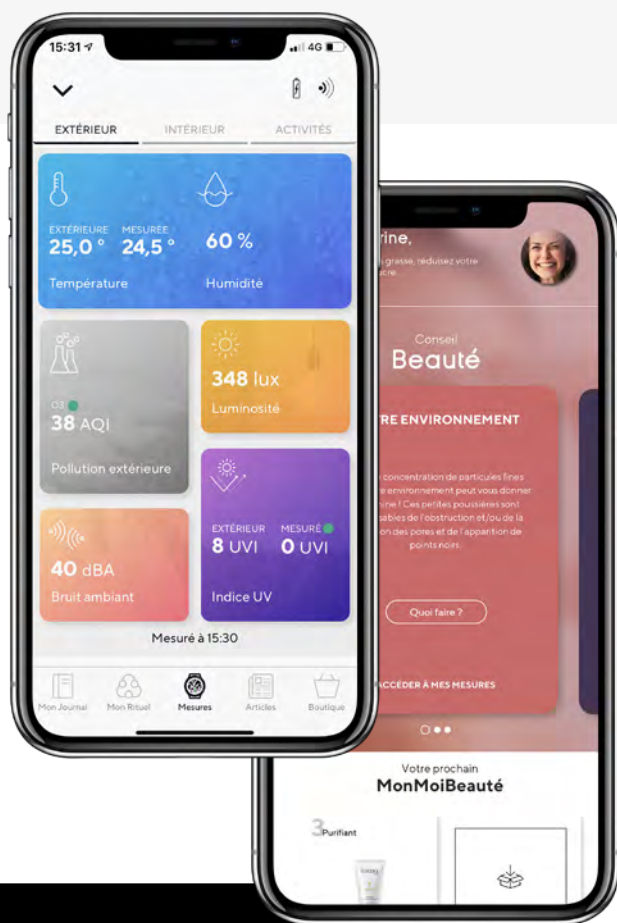 15:31
4G
EXTÉRIEUR INTÉRIEUR ACTIVITÉS
EXTÉRIEURE MESURÉE
25,0 ° 24,5 ° 60 %
Température Humidité
O3
38 AQI
Pollution extérieure
348 lux
Luminosité
EXTÉRIEUR MESURÉ
8 UVI 0 UVI
Indice UV
40 dBA
Bruit ambiant
Mesuré à 15:30
Mon Journal Mon Rituel Mesures Articles Boutique
rine,
grasse, réduisez votre
Conseil
Beauté
RE ENVIRONNEMENT
concentration de particules fines
environnement peut vous donner
mine ! Ces petites poussières sont
sables de l'obstruction et/ou de la
on des pores et de l'apparition de
points noirs.
Quoi faire ?
ACCÉDER À MES MESURES
Votre prochain
MonMoiBeauté
3 Purifiant